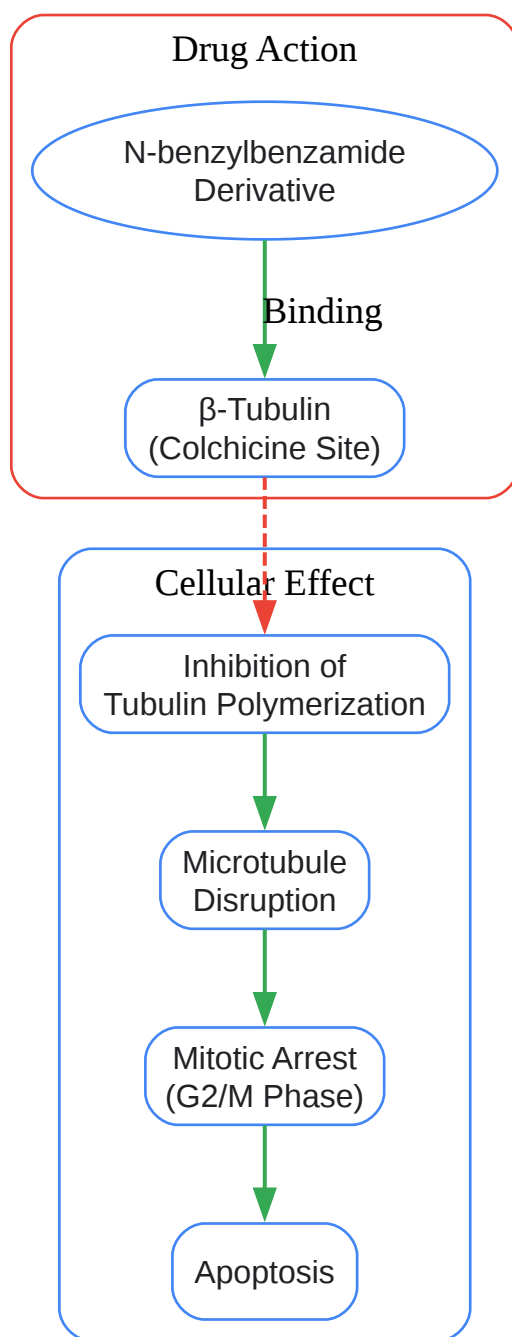 Drug Action
N-benzylbenzamide
Derivative
Binding
β-Tubulin
(Colchicine Site)
Cellular Effect
Inhibition of
Tubulin Polymerization
Microtubule
Disruption
Mitotic Arrest
(G2/M Phase)
Apoptosis